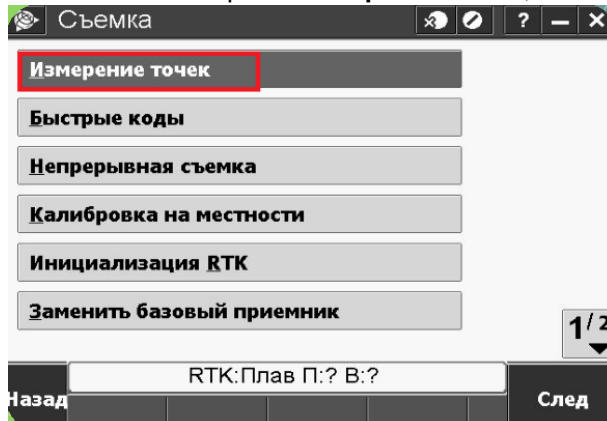 Съемка ? – X
Измерение точек
Быстрые коды
Непрерывная съемка
Калибровка на местности
Инициализация RTK
Заменить базовый приемник
1/2
RTK:Плав П:? В:?
Назад
След